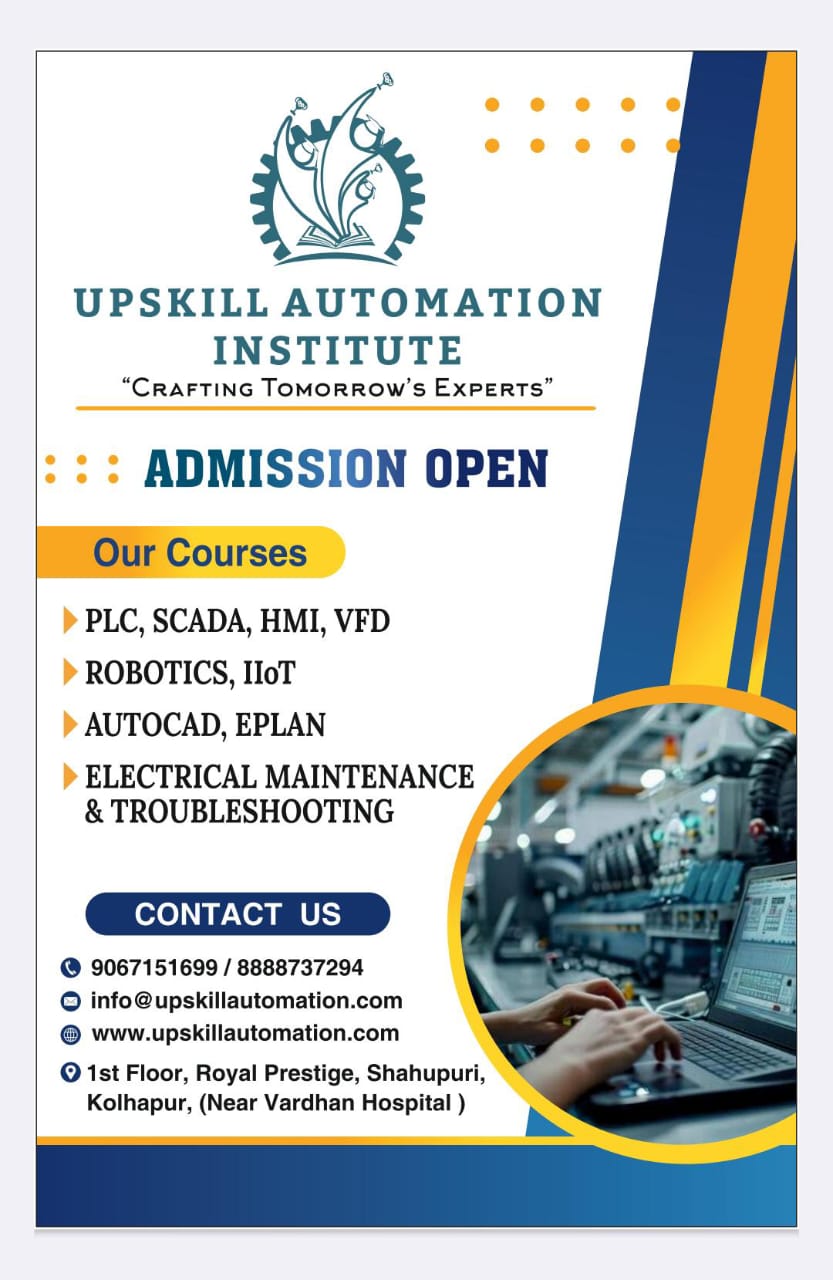 UPSKILL AUTOMATION
INSTITUTE
“CRAFTING TOMORROW’S EXPERTS”
ADMISSION OPEN
Our Courses
PLC, SCADA, HMI, VFD
ROBOTICS, IIoT
AUTOCAD, EPLAN
ELECTRICAL MAINTENANCE
& TROUBLESHOOTING
CONTACT US
9067151699 / 8888737294
info@upskillautomation.com
www.upskillautomation.com
1st Floor, Royal Prestige, Shahupuri,
Kolhapur, (Near Vardhan Hospital )